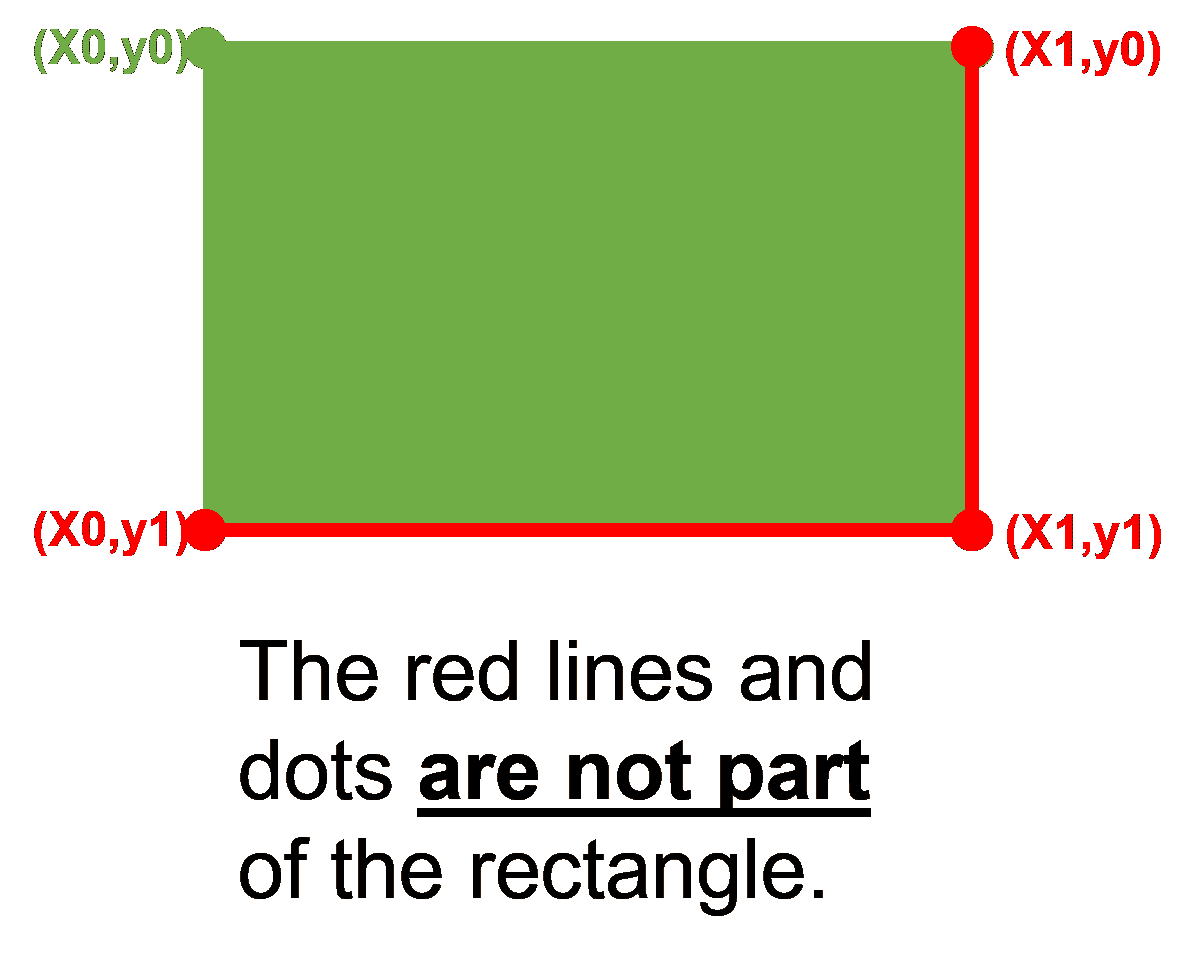 (X0,y0)
(X1,y0)
(X0,y1)
(X1,y1)
The red lines and
dots are not part
of the rectangle.